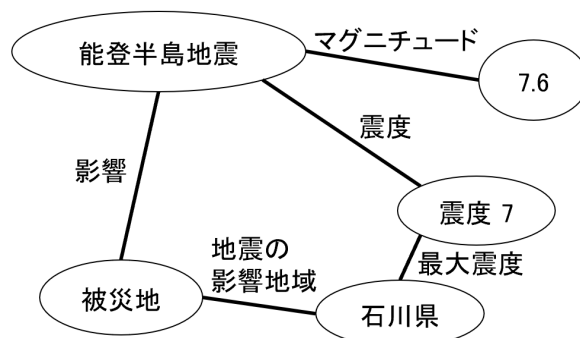 能登半島地震
マグニチュード
7.6
震度
影響
震度 7
地震の
影響地域
最大震度
被災地
石川県